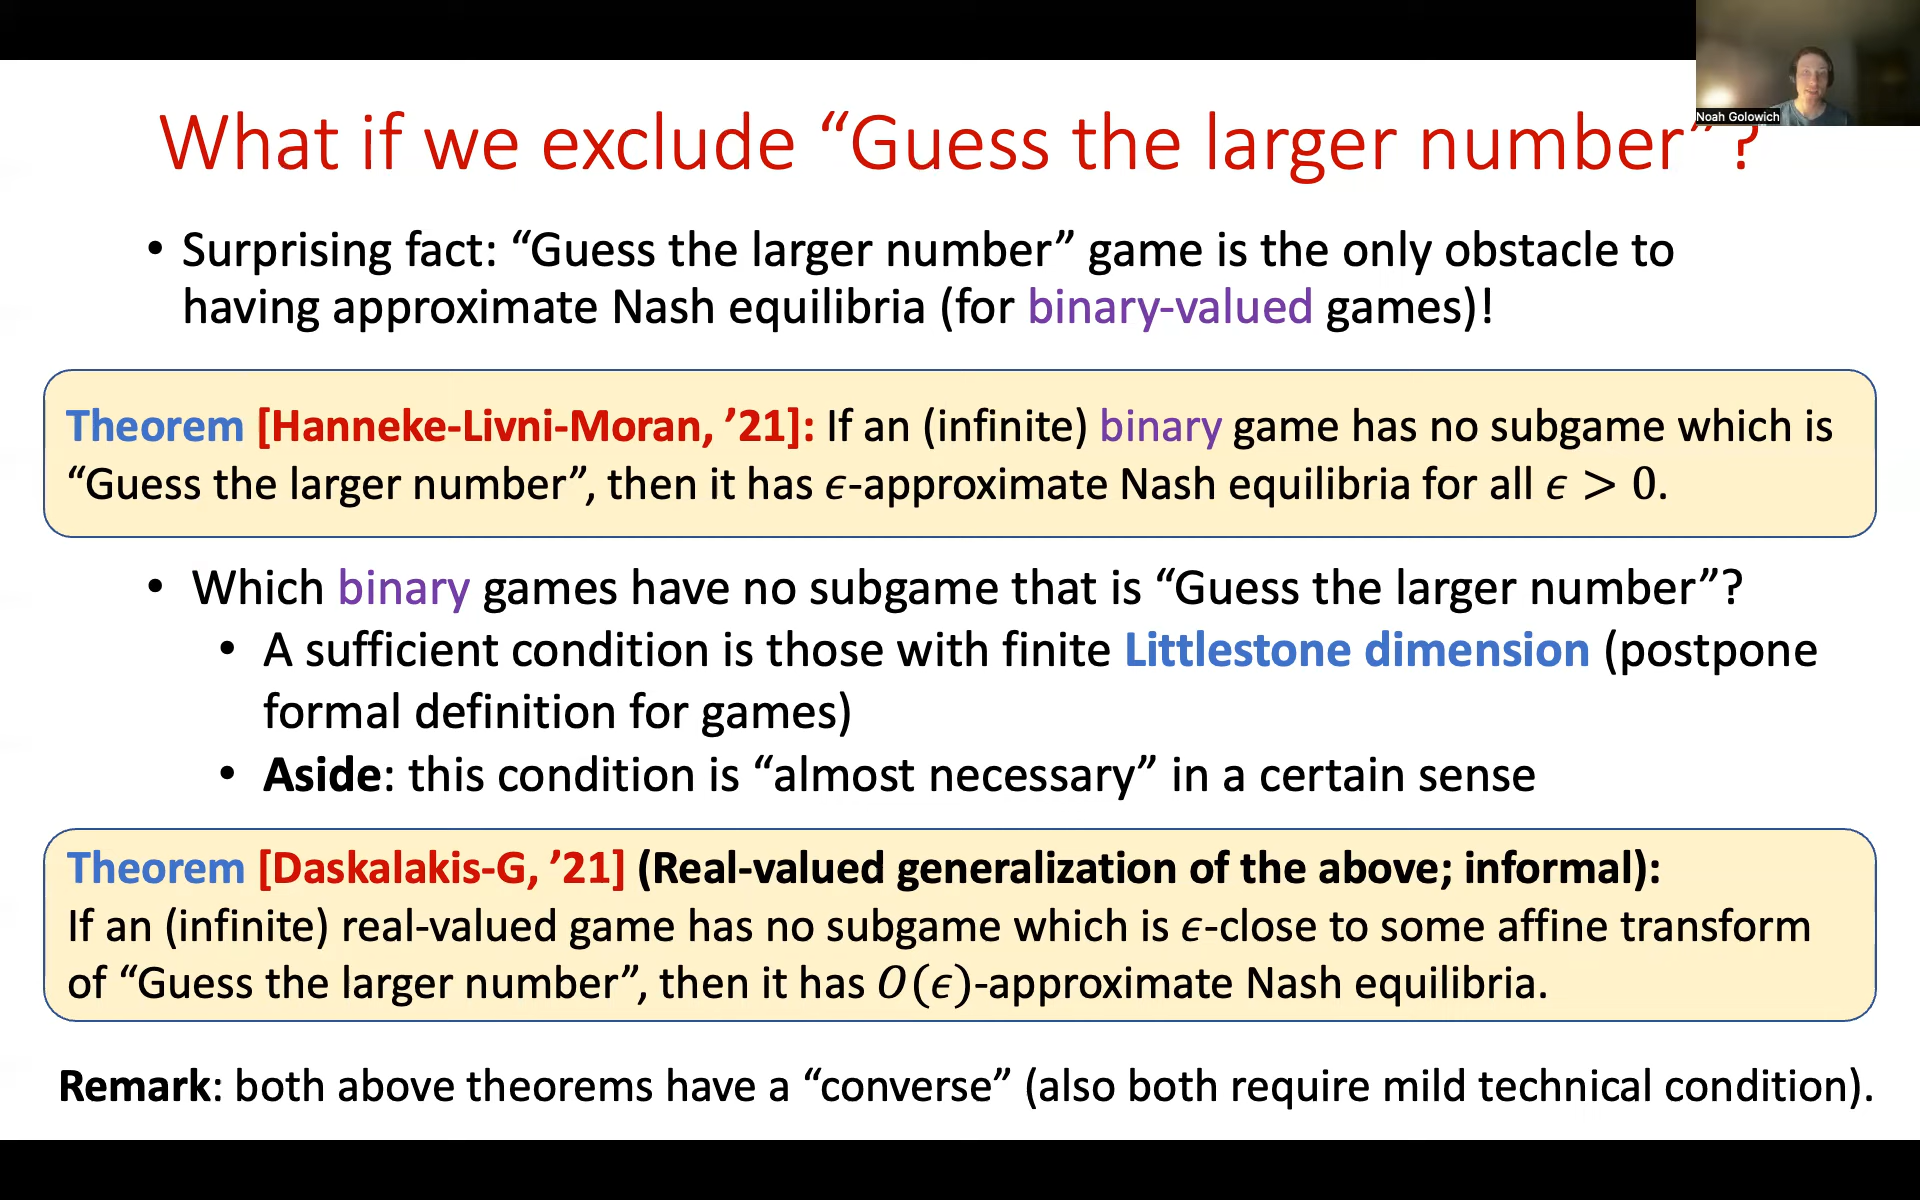 Noah Golowich
What if we exclude “Guess the larger number”?
• Surprising fact: “Guess the larger number” game is the only obstacle to
having approximate Nash equilibria (for binary-valued games)!
Theorem [Hanneke-Livni-Moran, ’21]: If an (infinite) binary game has no subgame which is
“Guess the larger number”, then it has ϵ-approximate Nash equilibria for all ϵ > 0.
• Which binary games have no subgame that is “Guess the larger number”?
• A sufficient condition is those with finite Littlestone dimension (postpone
formal definition for games)
• Aside: this condition is “almost necessary” in a certain sense
Theorem [Daskalakis-G, ’21] (Real-valued generalization of the above; informal):
If an (infinite) real-valued game has no subgame which is ϵ-close to some affine transform
of “Guess the larger number”, then it has O(ϵ)-approximate Nash equilibria.
Remark: both above theorems have a “converse” (also both require mild technical condition).